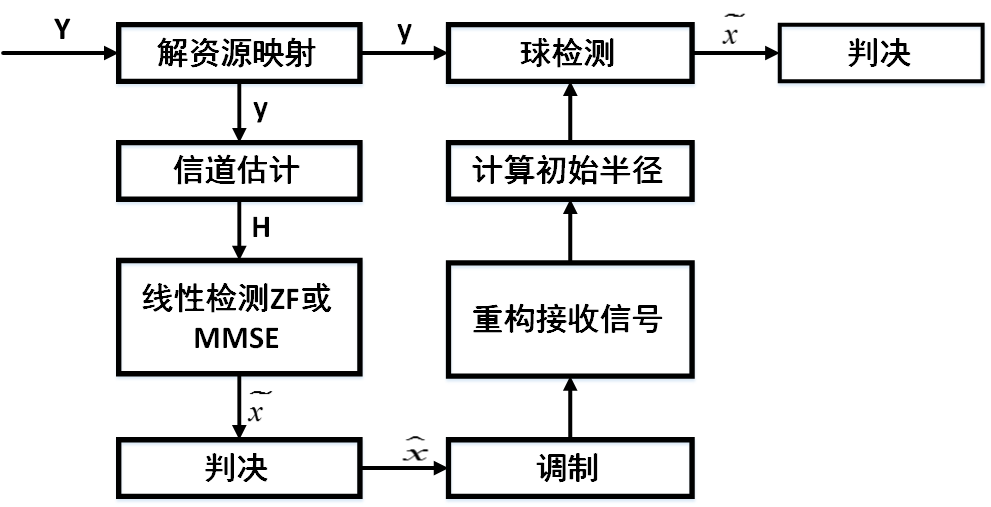 Y
解资源映射
y
球检测
x̃
判决
y
信道估计
计算初始半径
H
线性检测ZF或
MMSE
重构接收信号
x̃
判决
x̂
调制